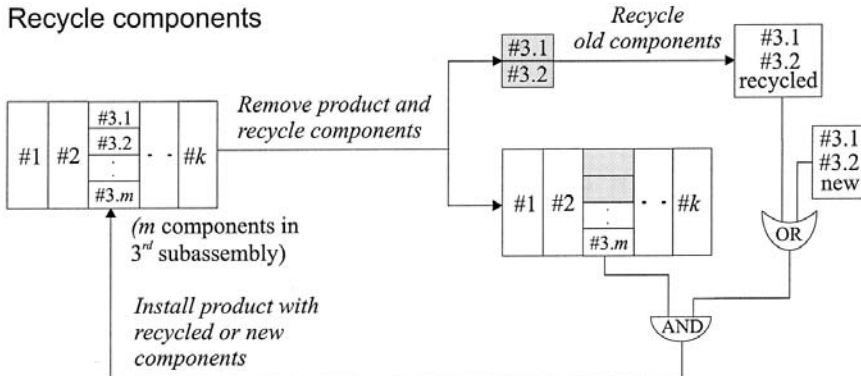 Recycle components
#1
#2
#3.1
#3.2
.
.
#3.m
- -
#k
(m components in
3rd subassembly)
Remove product and
recycle components
#3.1
#3.2
Recycle
old components
#3.1
#3.2
recycled
#3.1
#3.2
new
OR
#1
#2
.
.
#3.m
- -
#k
AND
Install product with
recycled or new
components